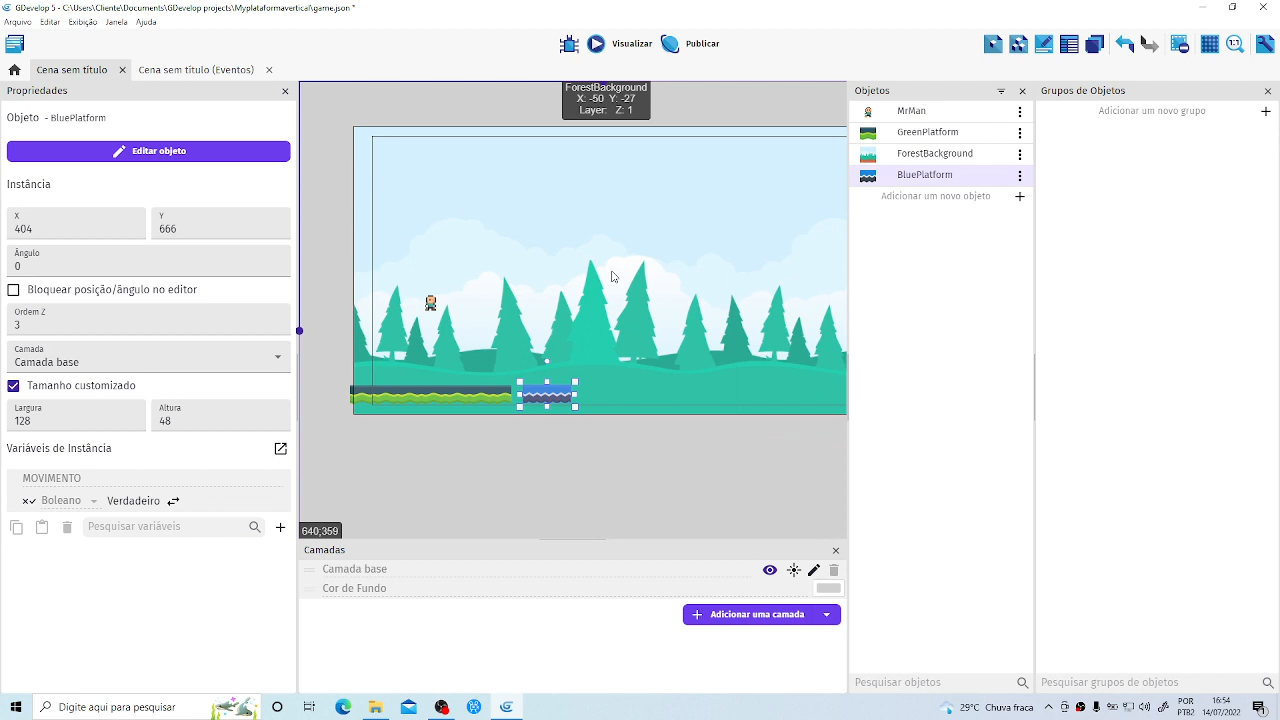 GDevelop 5 - C:\Users\Cliente\Documents\GDevelop projects\Myplataformavertical\game.json *
Arquivo Editar Exibição Janela Ajuda
Visualizar Publicar
Cena sem título Cena sem título (Eventos)
Propriedades
Objeto - BluePlatform
Editar objeto
Instância
X
404
Y
666
Ângulo
0
Bloquear posição/ângulo no editor
Ordem Z
3
Camada
Camada base
Tamanho customizado
Largura
128
Altura
48
Variáveis de Instância
MOVIMENTO
Boleano Verdadeiro
Pesquisar variáveis
ForestBackground
X: -50 Y: -27
Layer: Z: 1
640;359
Camadas
Camada base
Cor de Fundo
Adicionar uma camada
Objetos
MrMan
GreenPlatform
ForestBackground
BluePlatform
Adicionar um novo objeto
Pesquisar objetos
Grupos de Objetos
Adicionar um novo grupo
Pesquisar grupos de objetos
Digite aqui para pesquisar
29°C Chuva fraca
POR
PTB2
16:54
14/07/2022
1
1:1